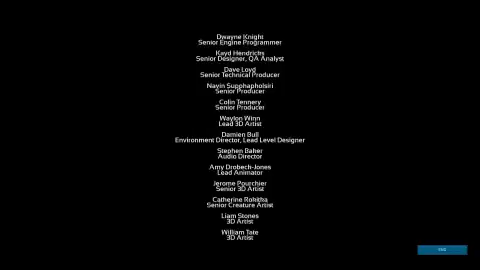 Dwayne Knight
Senior Engine Programmer
Kayd Hendricks
Senior Designer, QA Analyst
Dave Loyd
Senior Technical Producer
Navin Supphapholsiri
Senior Producer
Colin Tennery
Senior Producer
Waylon Winn
Lead 3D Artist
Damien Bull
Environment Director, Lead Level Designer
Stephen Baker
Audio Director
Amy Drobech-Jones
Lead Animator
Jerome Pourchier
Senior 3D Artist
Catherine
Senior Creature Artist
Liam Stones
3D Artist
William Tate
3D Artist